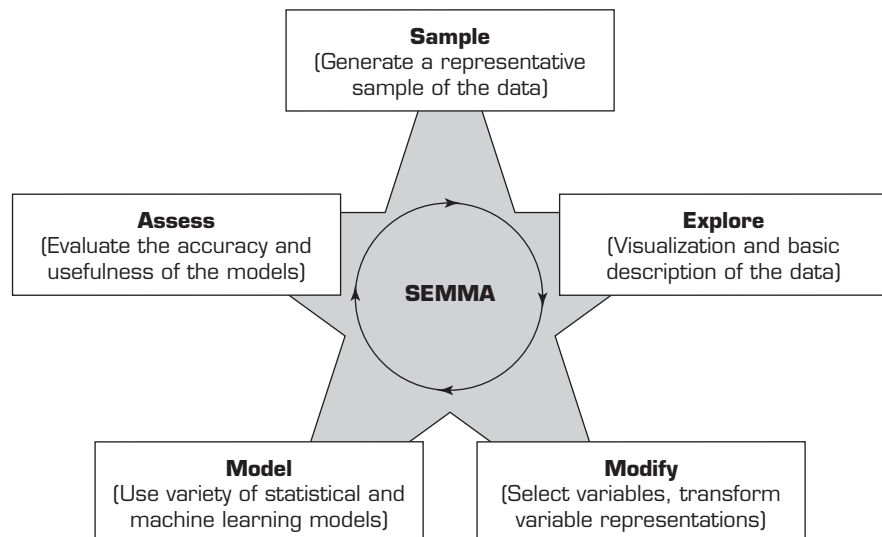 Sample
(Generate a representative
sample of the data)
Assess
(Evaluate the accuracy and
usefulness of the models)
Explore
(Visualization and basic
description of the data)
SEMMA
Model
(Use variety of statistical and
machine learning models)
Modify
(Select variables, transform
variable representations)